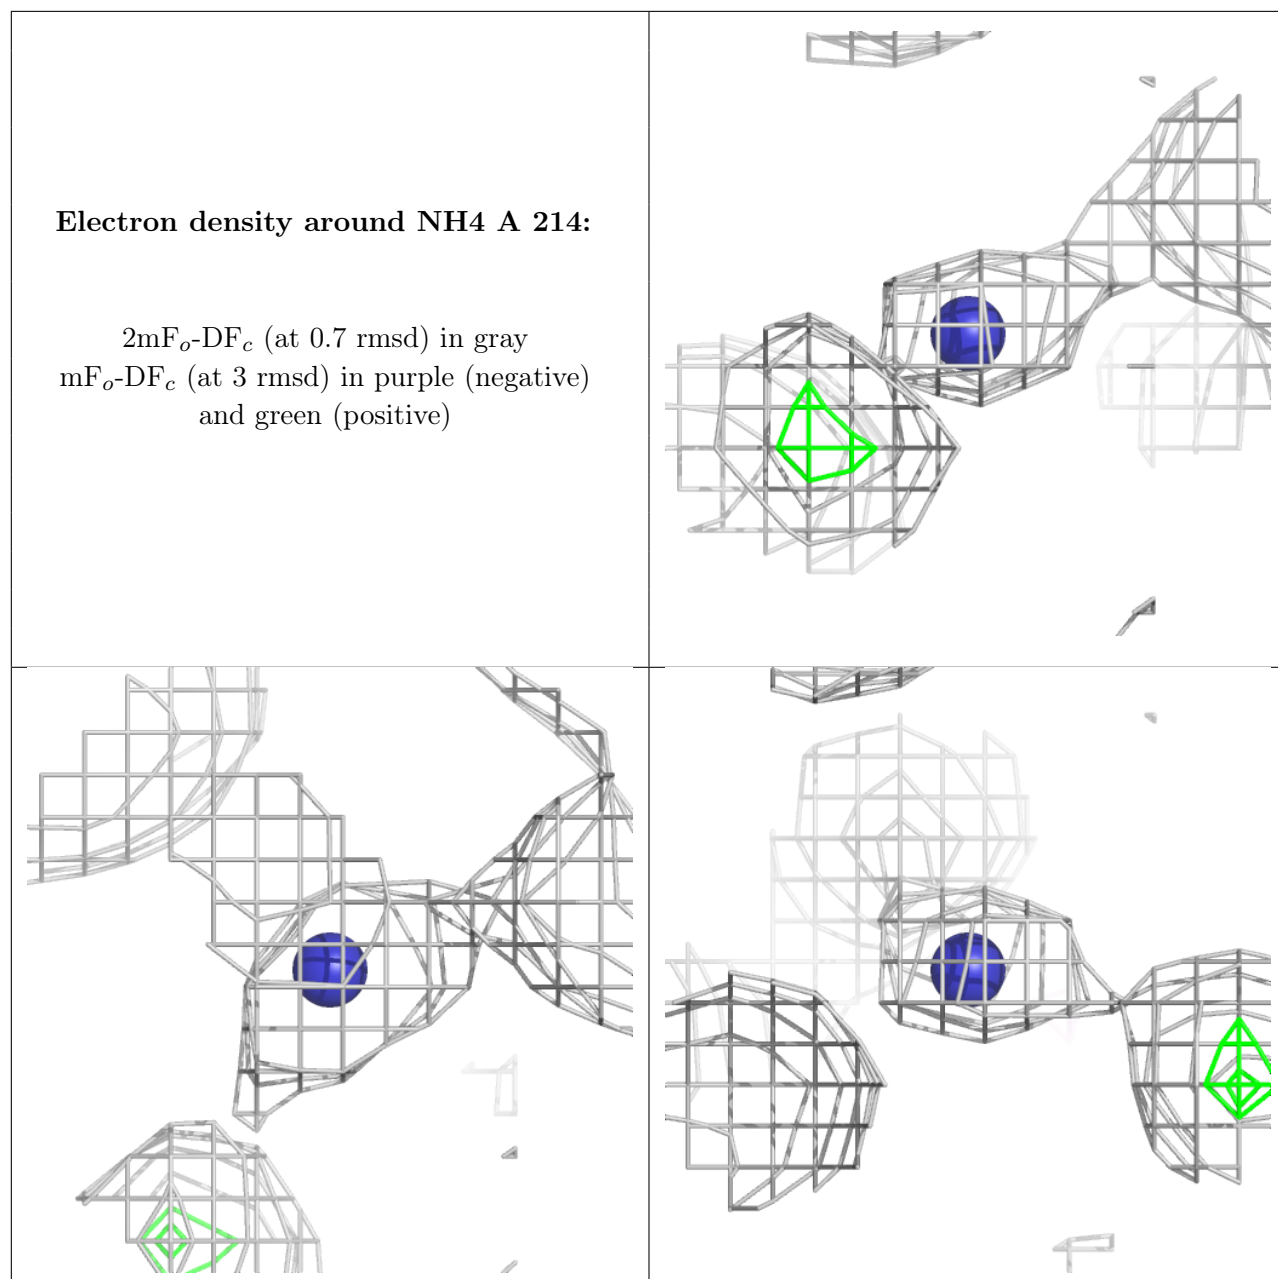 Electron density around NH4 A 214:
2mFo-DFc (at 0.7 rmsd) in gray
mFo-DFc (at 3 rmsd) in purple (negative)
and green (positive)